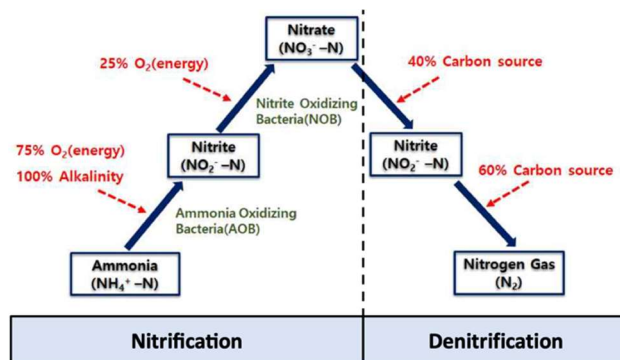 Nitrate
(NO₃⁻ –N)
25% O₂(energy)
40% Carbon source
Nitrite Oxidizing
Bacteria(NOB)
Nitrite
(NO₂⁻ –N)
Nitrite
(NO₂⁻ –N)
75% O₂(energy)
100% Alkalinity
60% Carbon source
Ammonia Oxidizing
Bacteria(AOB)
Ammonia
(NH₄⁺ –N)
Nitrogen Gas
(N₂)
Nitrification
Denitrification